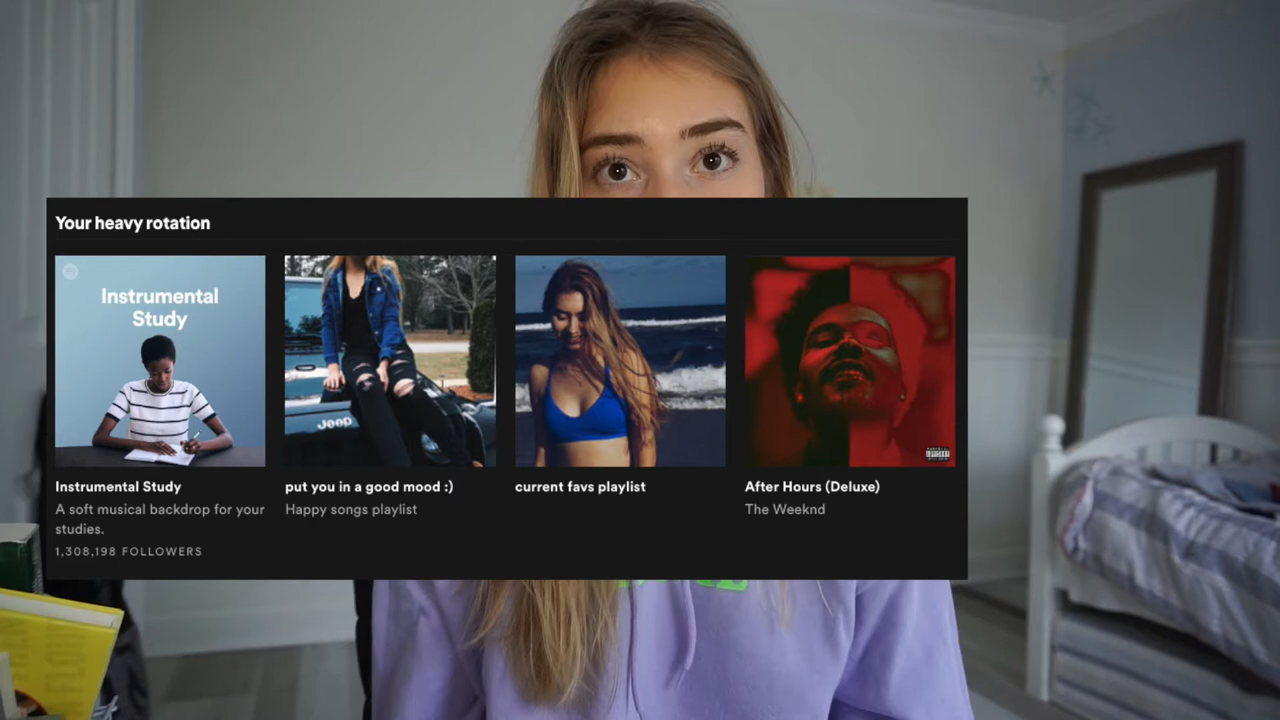 Your heavy rotation
Instrumental
Study
Jeep
Instrumental Study
A soft musical backdrop for your
studies.
1,308,198 FOLLOWERS
put you in a good mood :)
Happy songs playlist
current favs playlist
After Hours (Deluxe)
The Weeknd